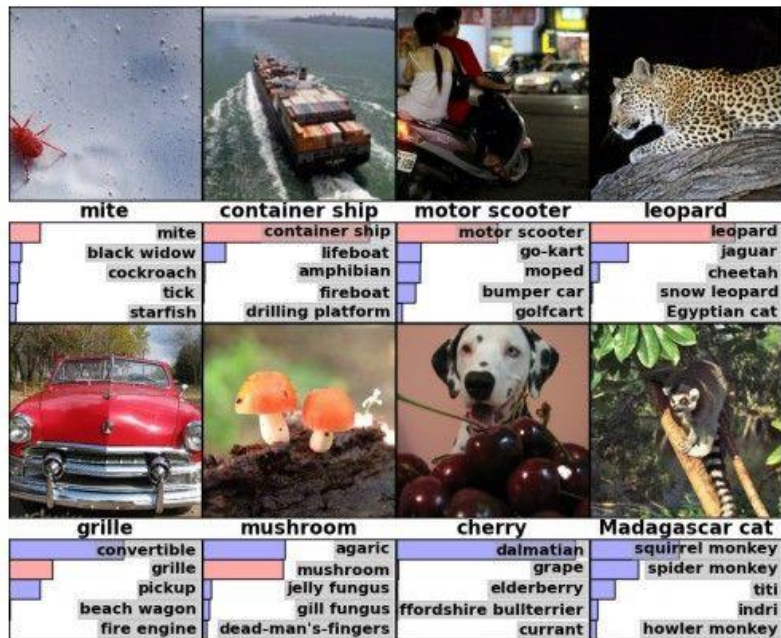 mite
container ship
motor scooter
leopard
mite
black widow
cockroach
tick
starfish
container ship
lifeboat
amphibian
fireboat
drilling platform
motor scooter
go-kart
moped
bumper car
golfcart
leopard
jaguar
cheetah
snow leopard
Egyptian cat
grille
mushroom
cherry
Madagascar cat
convertible
grille
pickup
beach wagon
fire engine
agaric
mushroom
jelly fungus
gill fungus
dead-man's-fingers
dalmatian
grape
elderberry
ffordshire bullterrier
currant
squirrel monkey
spider monkey
titi
indri
howler monkey